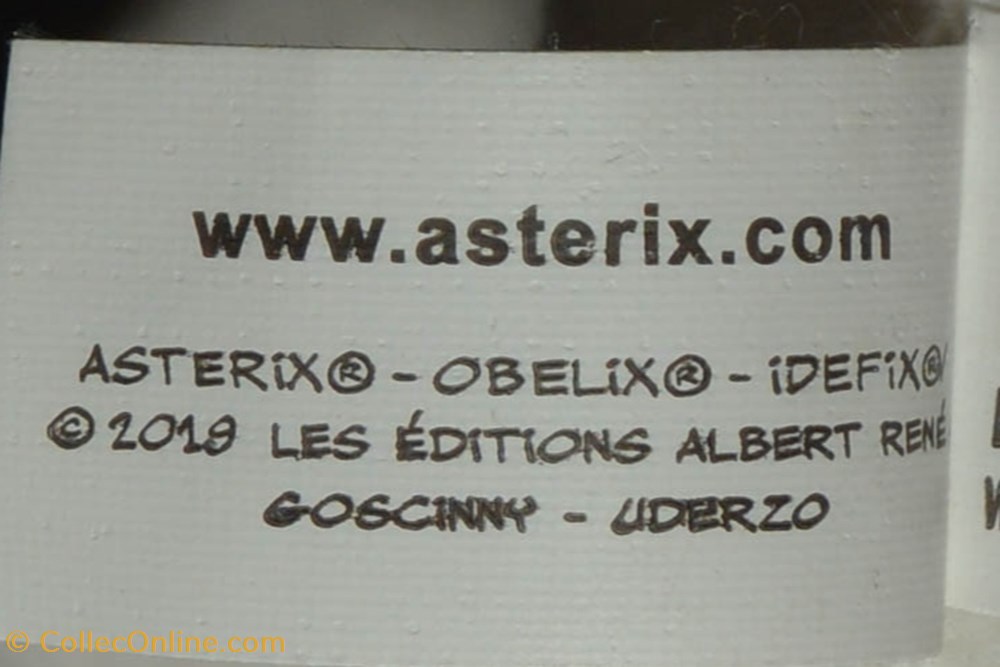 www.asterix.com
ASTERiX® - OBELiX® - iDEFiX®/
© 2019 LES ÉDITIONS ALBERT RENÉ
GOSCINNY - UDERZO
© CollecOnline.com